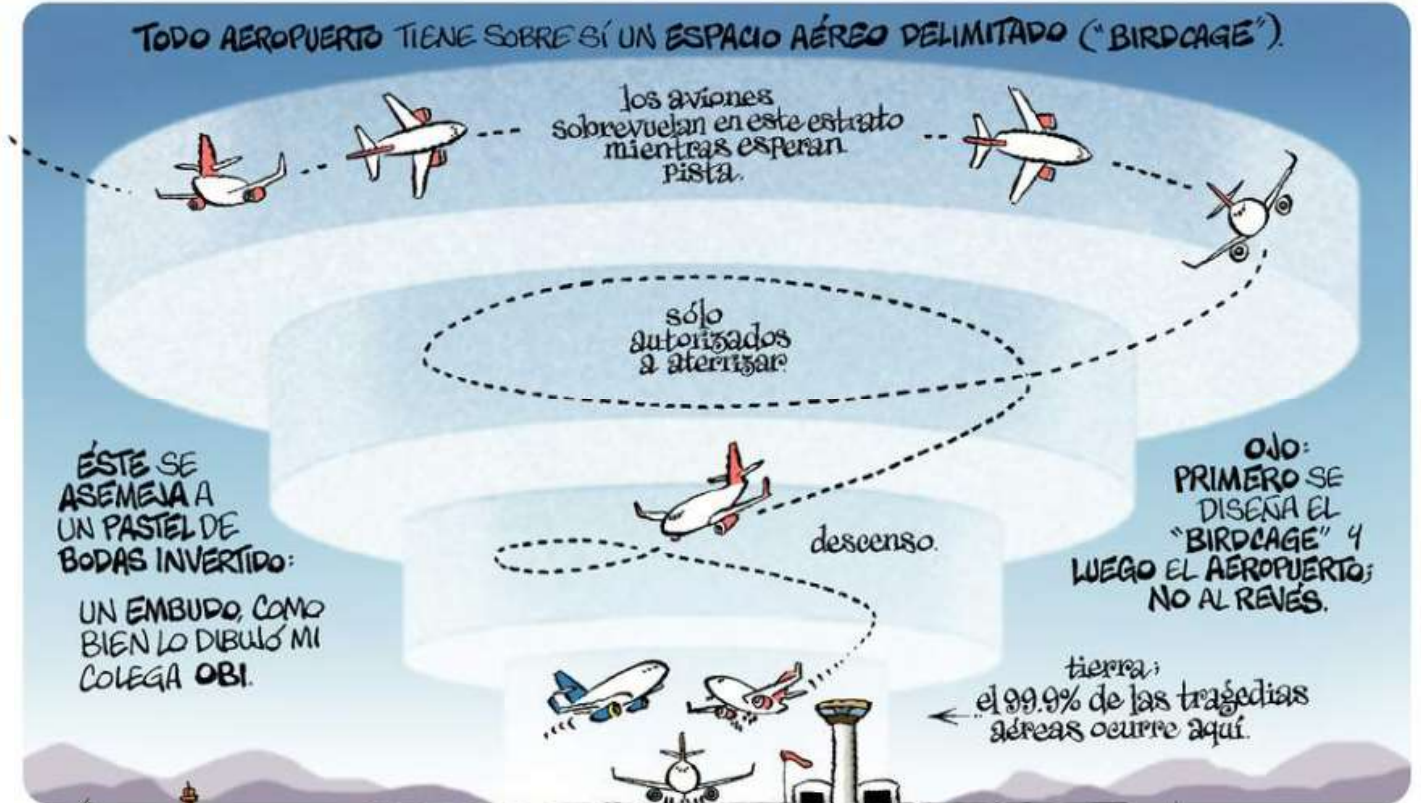 TODO AEROPUERTO TIENE SOBRE SÍ UN ESPACIO AÉREO DELIMITADO ("BIRDCAGE").
los aviones
sobrevuelan en este estrato
mientras esperan
pista.
sólo
autorizados
a aterrizar
ÉSTE SE
ASEMEJA A
UN PASTEL DE
BODAS INVERTIDO:
UN EMBUDO, COMO
BIEN LO DIBUJÓ MI
COLEGA OBI.
OJO:
PRIMERO SE
DISEÑA EL
"BIRDCAGE" Y
LUEGO EL AEROPUERTO;
NO AL REVÉS.
descenso.
tierra;
el 99.9% de las tragedias
aéreas ocurre aquí.